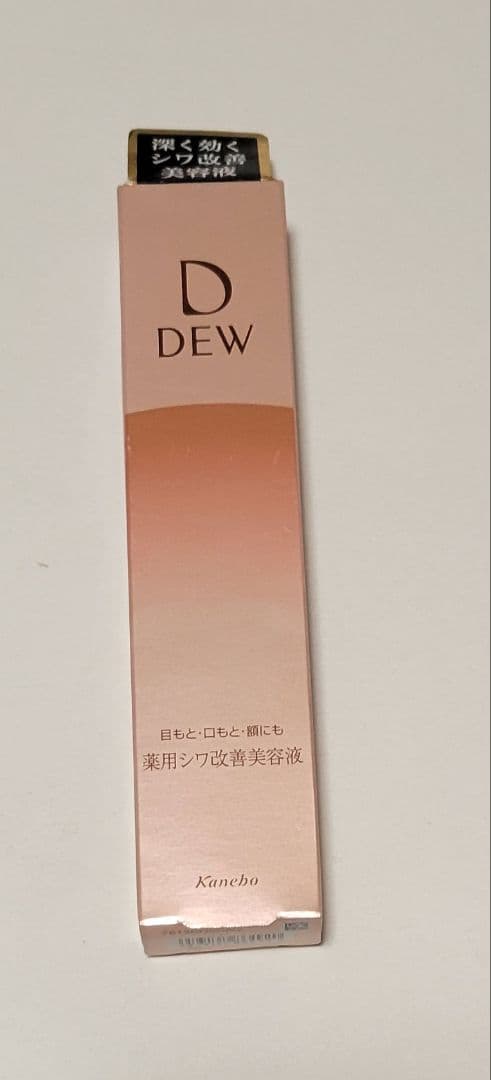 深く効く
シワ改善
美容液
D
DEW
目もと・口もと・額にも
薬用シワ改善美容液
Kanebo